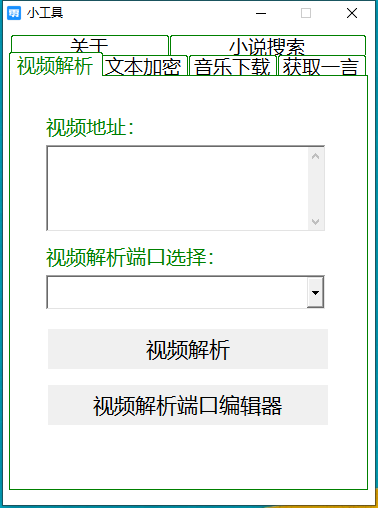 小工具
关于
小说搜索
视频解析
文本加密
音乐下载
获取一言
视频地址：
视频解析端口选择：
视频解析
视频解析端口编辑器